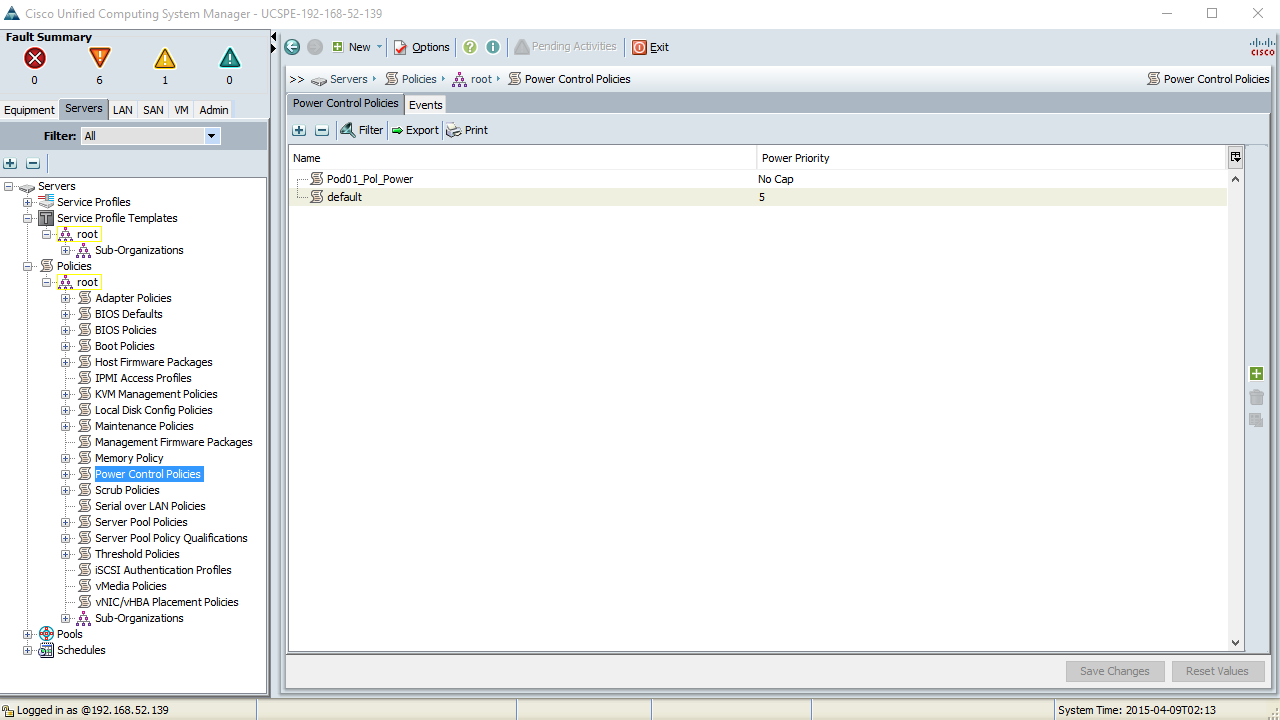 Cisco Unified Computing System Manager - UCSPE-192-168-52-139
Fault Summary
0 6 1 0
Equipment Servers LAN SAN VM Admin
Filter: All
Servers
Service Profiles
Service Profile Templates
root
Sub-Organizations
Policies
root
Adapter Policies
BIOS Defaults
BIOS Policies
Boot Policies
Host Firmware Packages
IPMI Access Profiles
KVM Management Policies
Local Disk Config Policies
Maintenance Policies
Management Firmware Packages
Memory Policy
Power Control Policies
Scrub Policies
Serial over LAN Policies
Server Pool Policies
Server Pool Policy Qualifications
Threshold Policies
iSCSI Authentication Profiles
vMedia Policies
vNIC/vHBA Placement Policies
Sub-Organizations
Pools
Schedules
New Options Pending Activities Exit
CISCO
>> Servers Policies root Power Control Policies Power Control Policies
Power Control Policies Events
Filter Export Print
Name Power Priority
Pod01_Pol_Power No Cap
default 5
Save Changes Reset Values
Logged in as @192.168.52.139 System Time: 2015-04-09T02:13